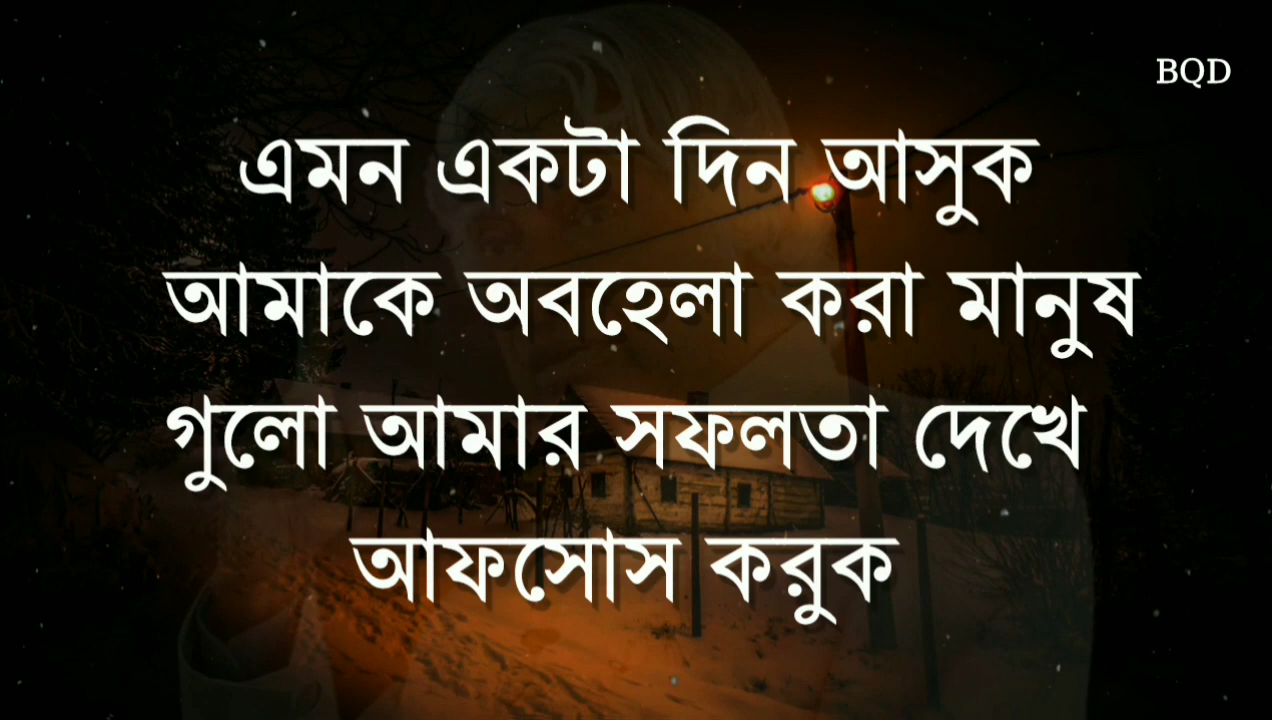 BQD
এমন একটা দিন আসুক
আমাকে অবহেলা করা মানুষ
গুলো আমার সফলতা দেখে
আফসোস করুক